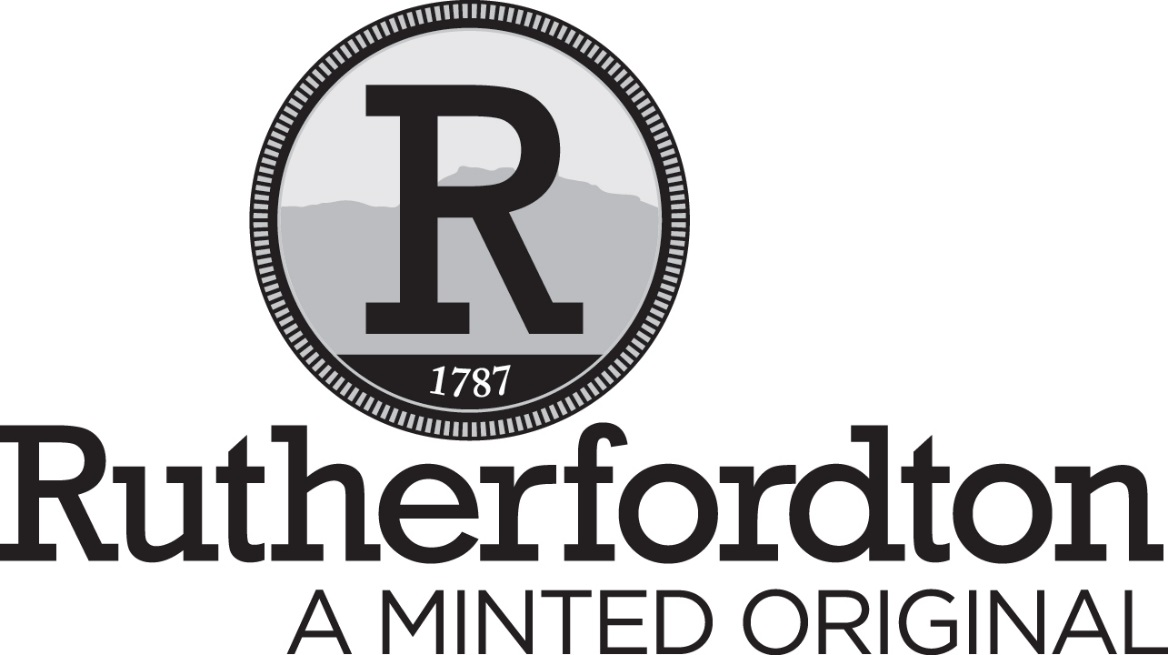 R
1787
Rutherfordton
A MINTED ORIGINAL